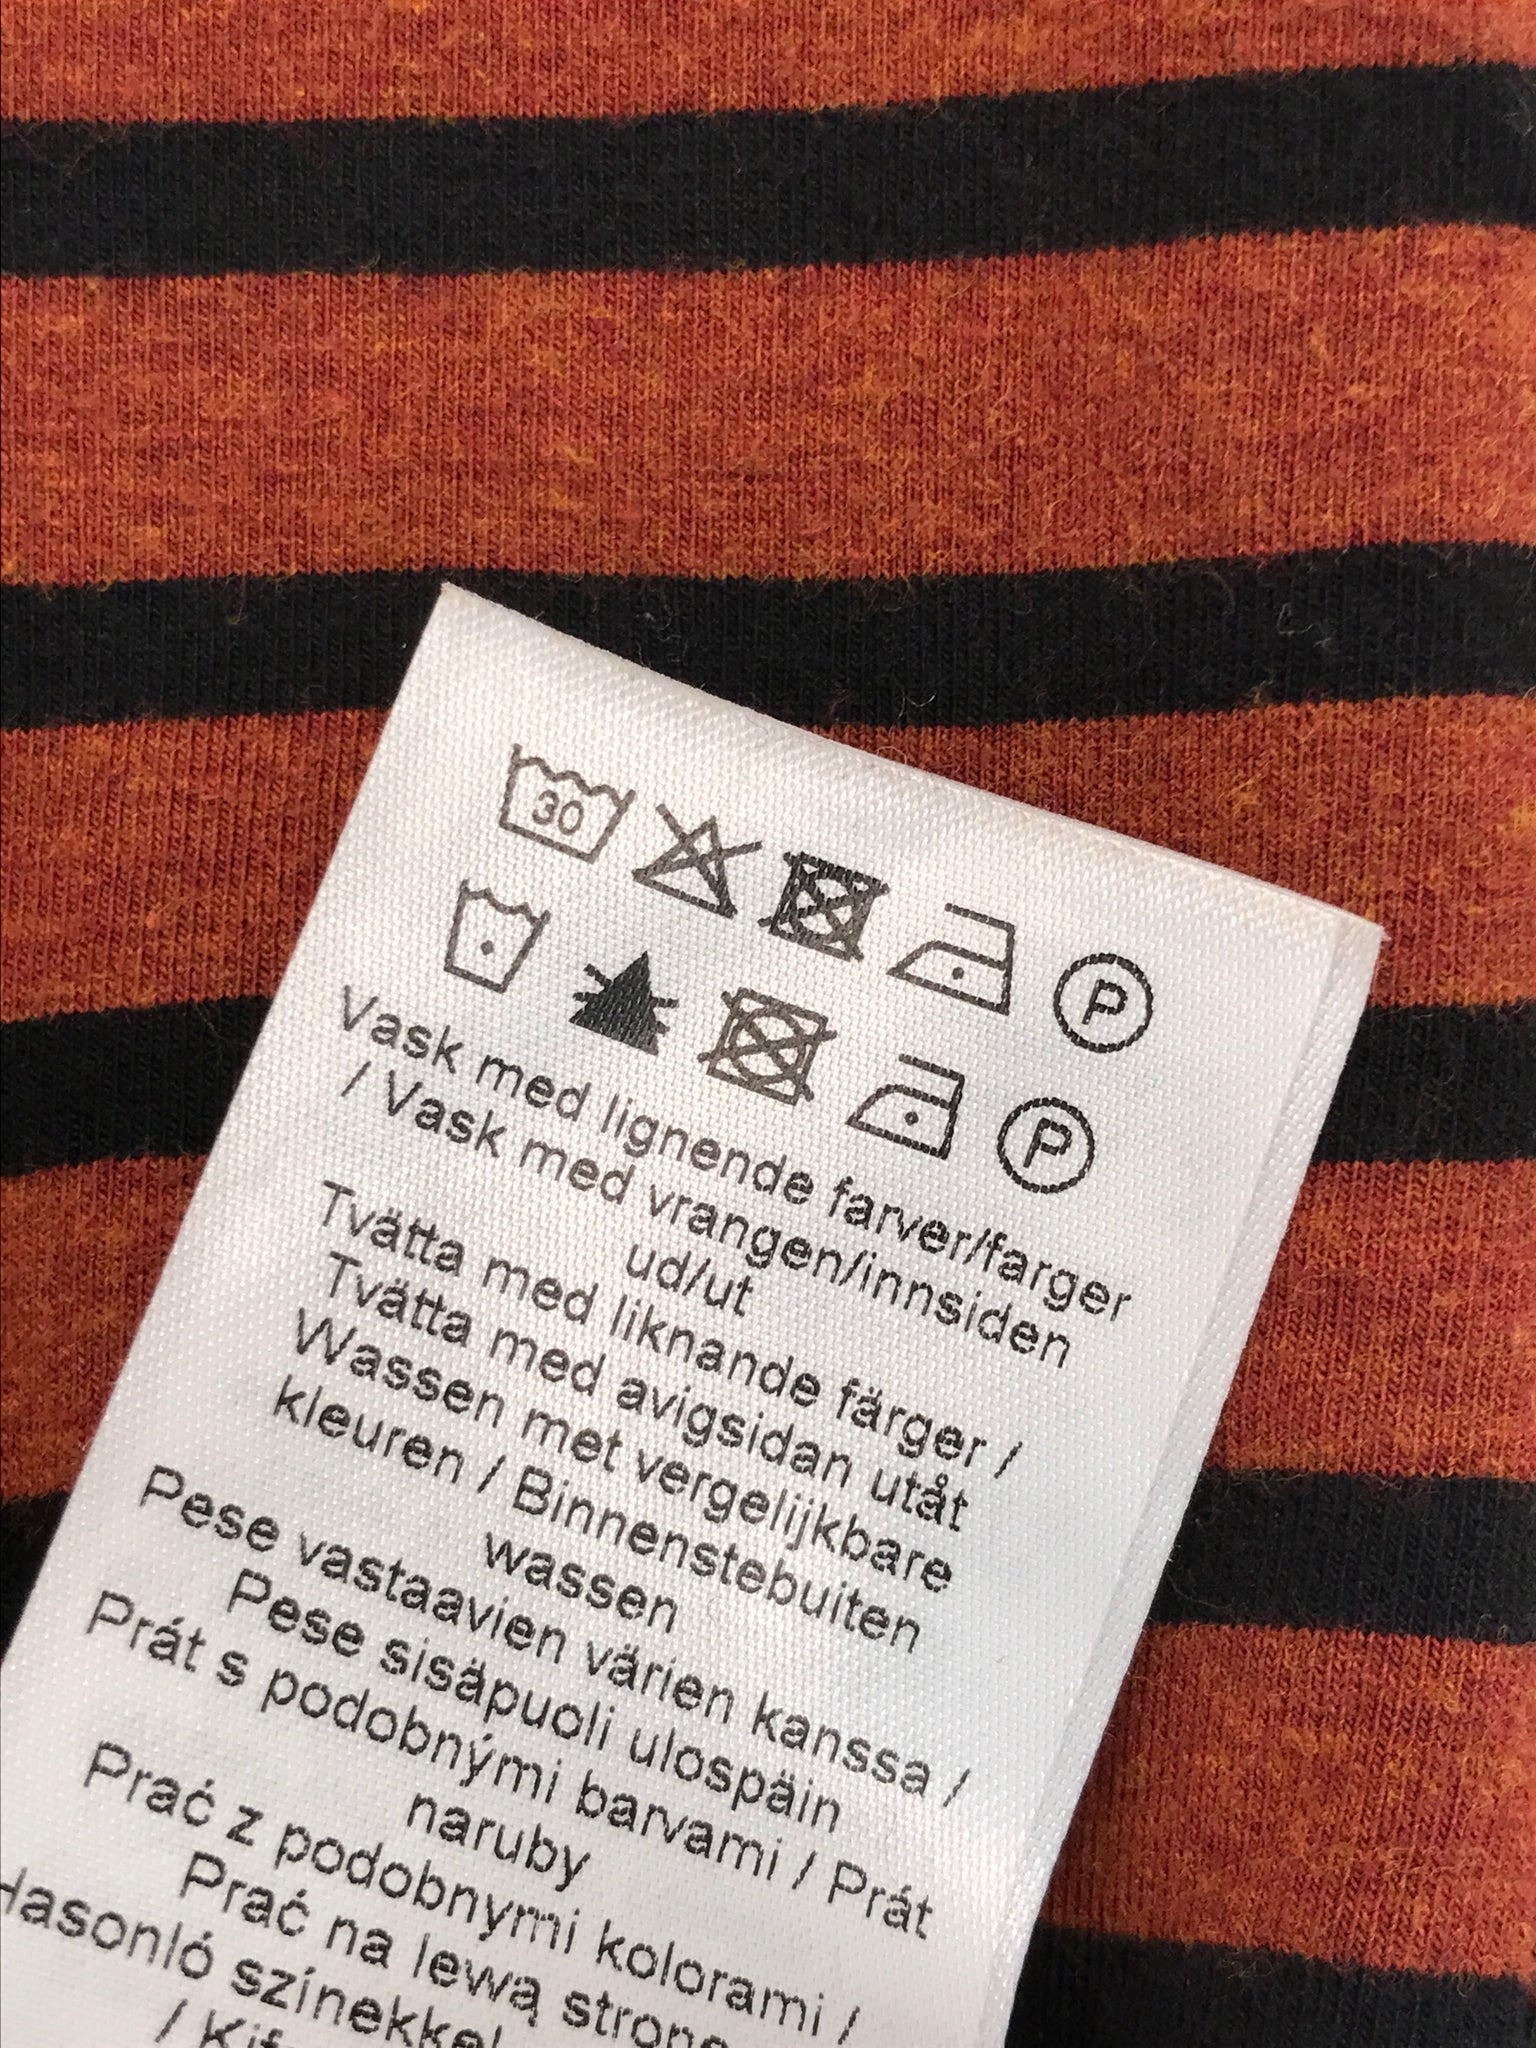 30
P
P
Vask med lignende farver/farger
/ Vask med vrangen/innsiden
ud/ut
Tvätta med liknande färger /
Tvätta med avigsidan utåt
Wassen met vergelijkbare
kleuren / Binnenstebuiten
wassen
Pese vastaavien värien kanssa /
Pese sisäpuoli ulospäin
Prát s podobnými barvami / Prát
naruby
Prać z podobnymi kolorami /
Prać na lewą
Hasonló színekkel
/